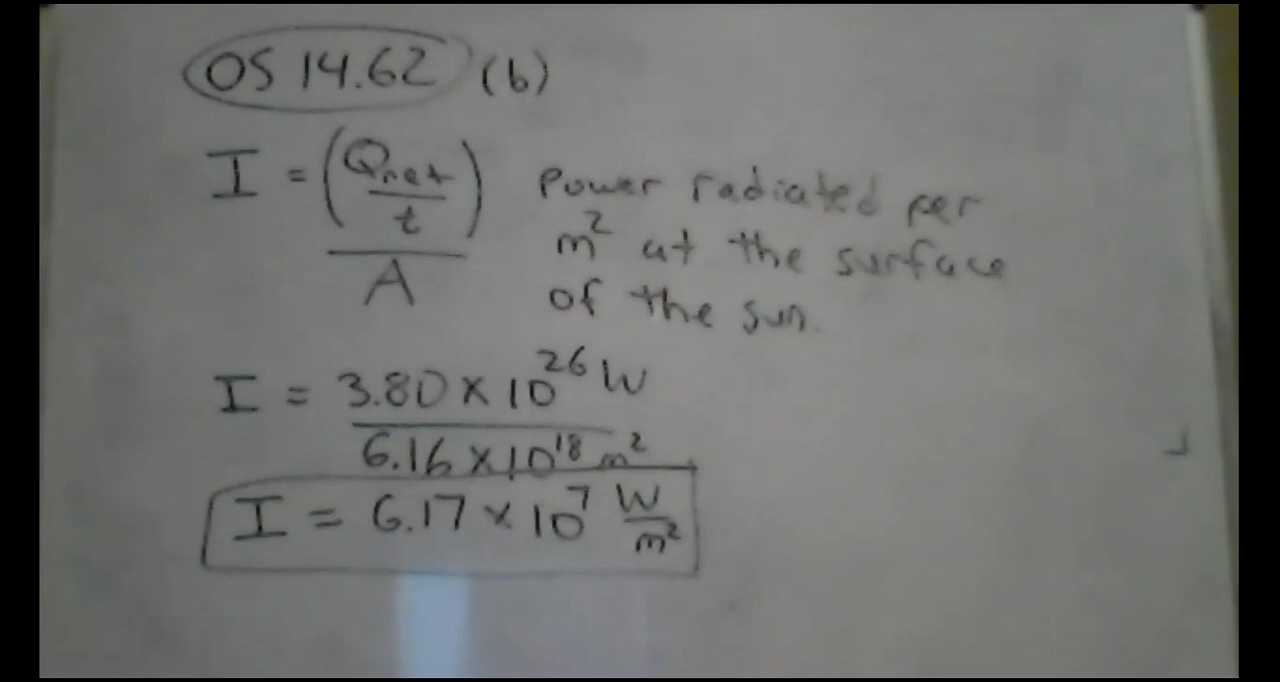 OS 14.62 (b)
I = (Qnet/t)/A Power radiated per
m² at the surface
of the sun.
I = 3.80 × 10²⁶ W
6.16 × 10¹⁸ m²
I = 6.17 × 10⁷ W/m²